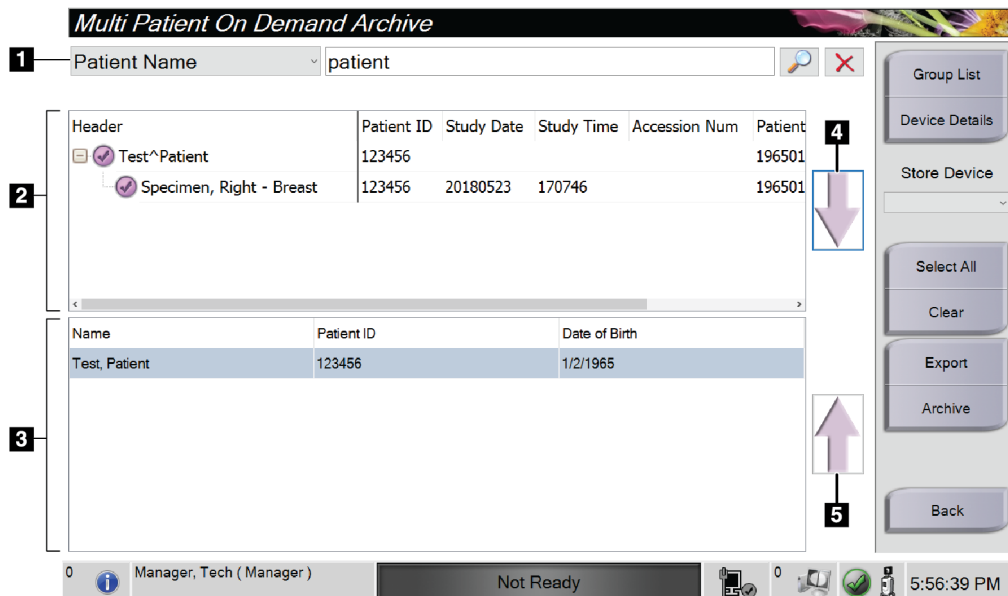 Multi Patient On Demand Archive
1
Patient Name
patient
Group List
Device Details
Store Device
Select All
Clear
Export
Archive
Back
2
Header Patient ID Study Date Study Time Accession Num Patient
Test^Patient 123456 196501
Specimen, Right - Breast 123456 20180523 170746 196501
4
3
Name Patient ID Date of Birth
Test, Patient 123456 1/2/1965
5
0 Manager, Tech ( Manager ) Not Ready 0 5:56:39 PM